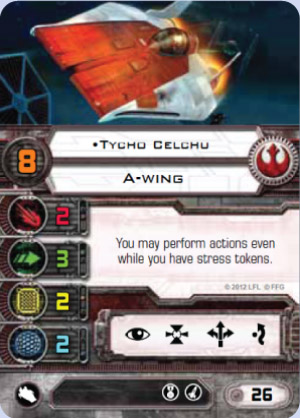 •Tycho Celchu
8
A-wing
2
You may perform actions even
while you have stress tokens.
3
© 2012 LFL © FFG
2
2
26